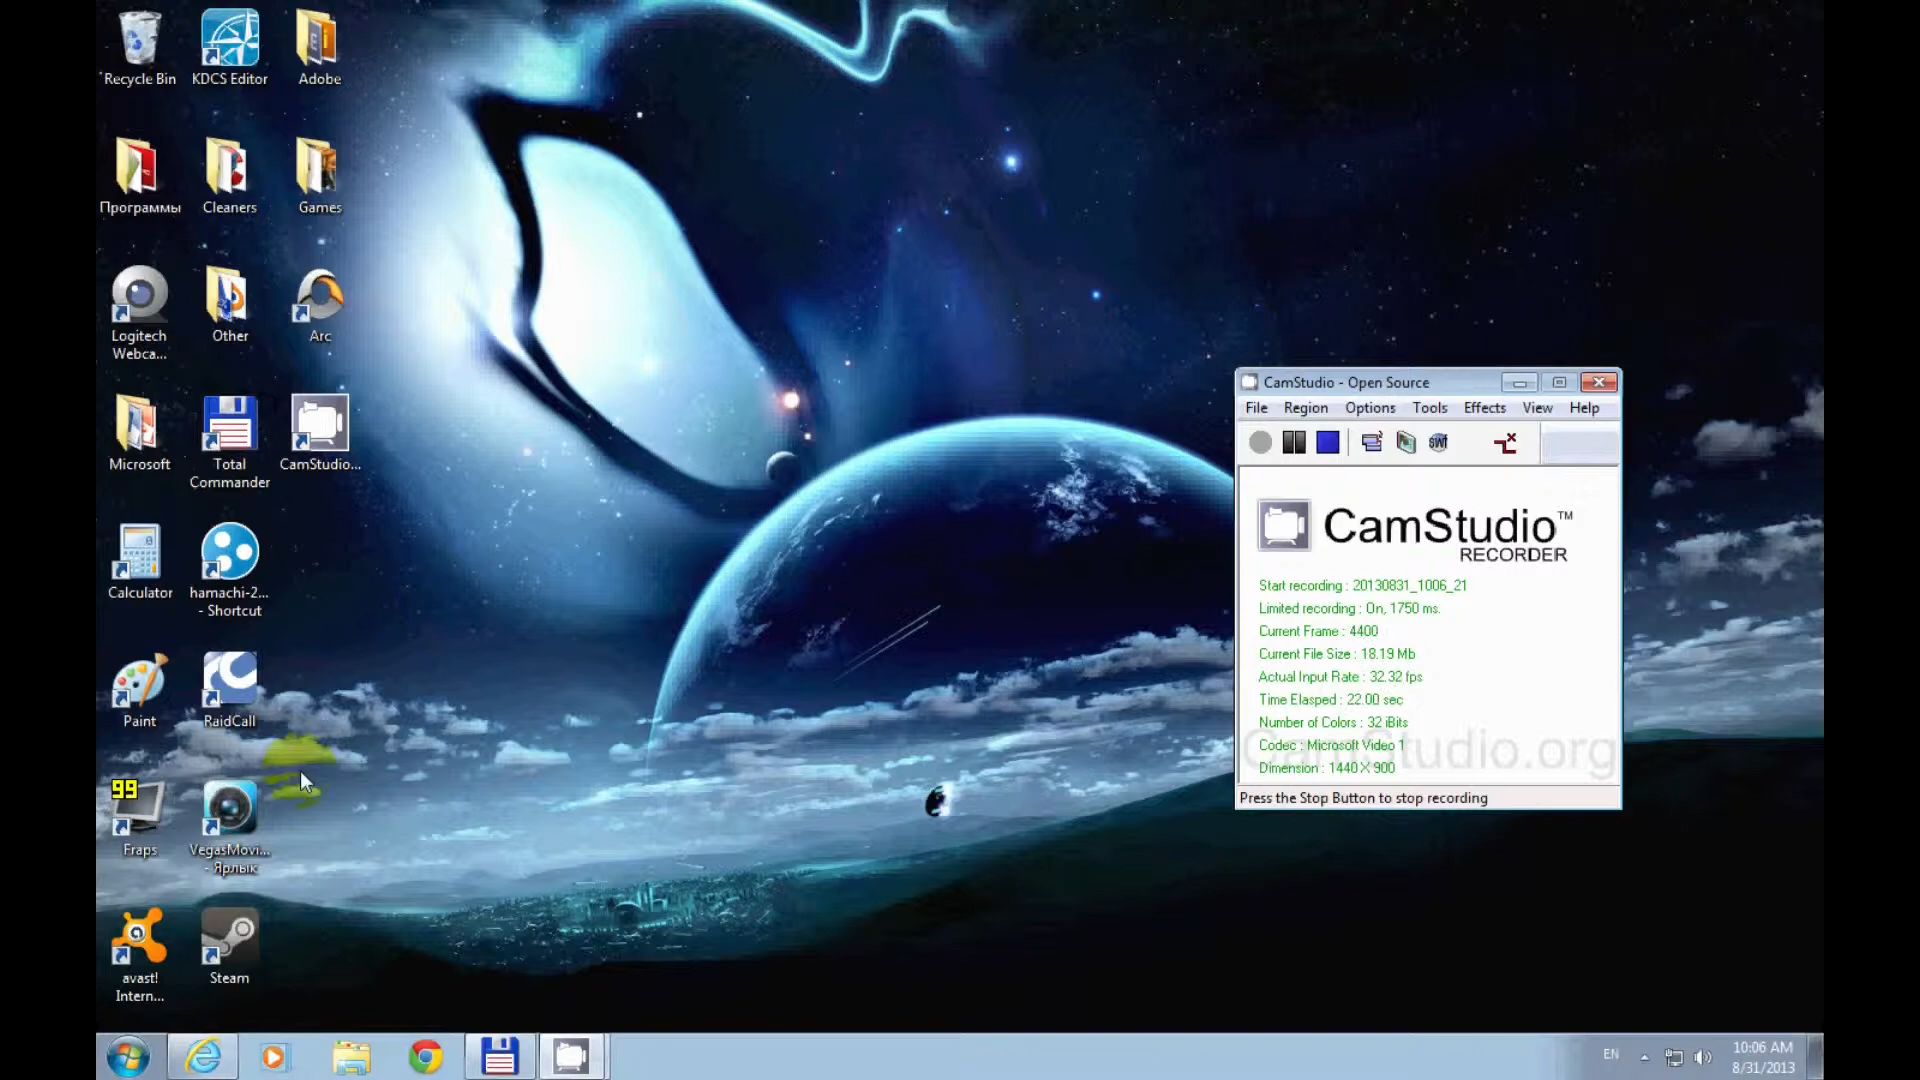 Recycle Bin
KDCS Editor
Adobe
Программы
Cleaners
Games
Logitech
Webca...
Other
Arc
Microsoft
Total
Commander
CamStudio...
Calculator
hamachi-2...
- Shortcut
Paint
RaidCall
99
Fraps
VegasMovi...
- Ярлык
avast!
Intern...
Steam
CamStudio - Open Source
File Region Options Tools Effects View Help
SWf
CamStudio™
RECORDER
Start recording : 20130831_1006_21
Limited recording : On, 1750 ms.
Current Frame : 4400
Current File Size : 18.19 Mb
Actual Input Rate : 32.32 fps
Time Elasped : 22.00 sec
Number of Colors : 32 iBits
Codec : Microsoft Video 1
CamStudio.org
Dimension : 1440 X 900
Press the Stop Button to stop recording
EN
10:06 AM
8/31/2013